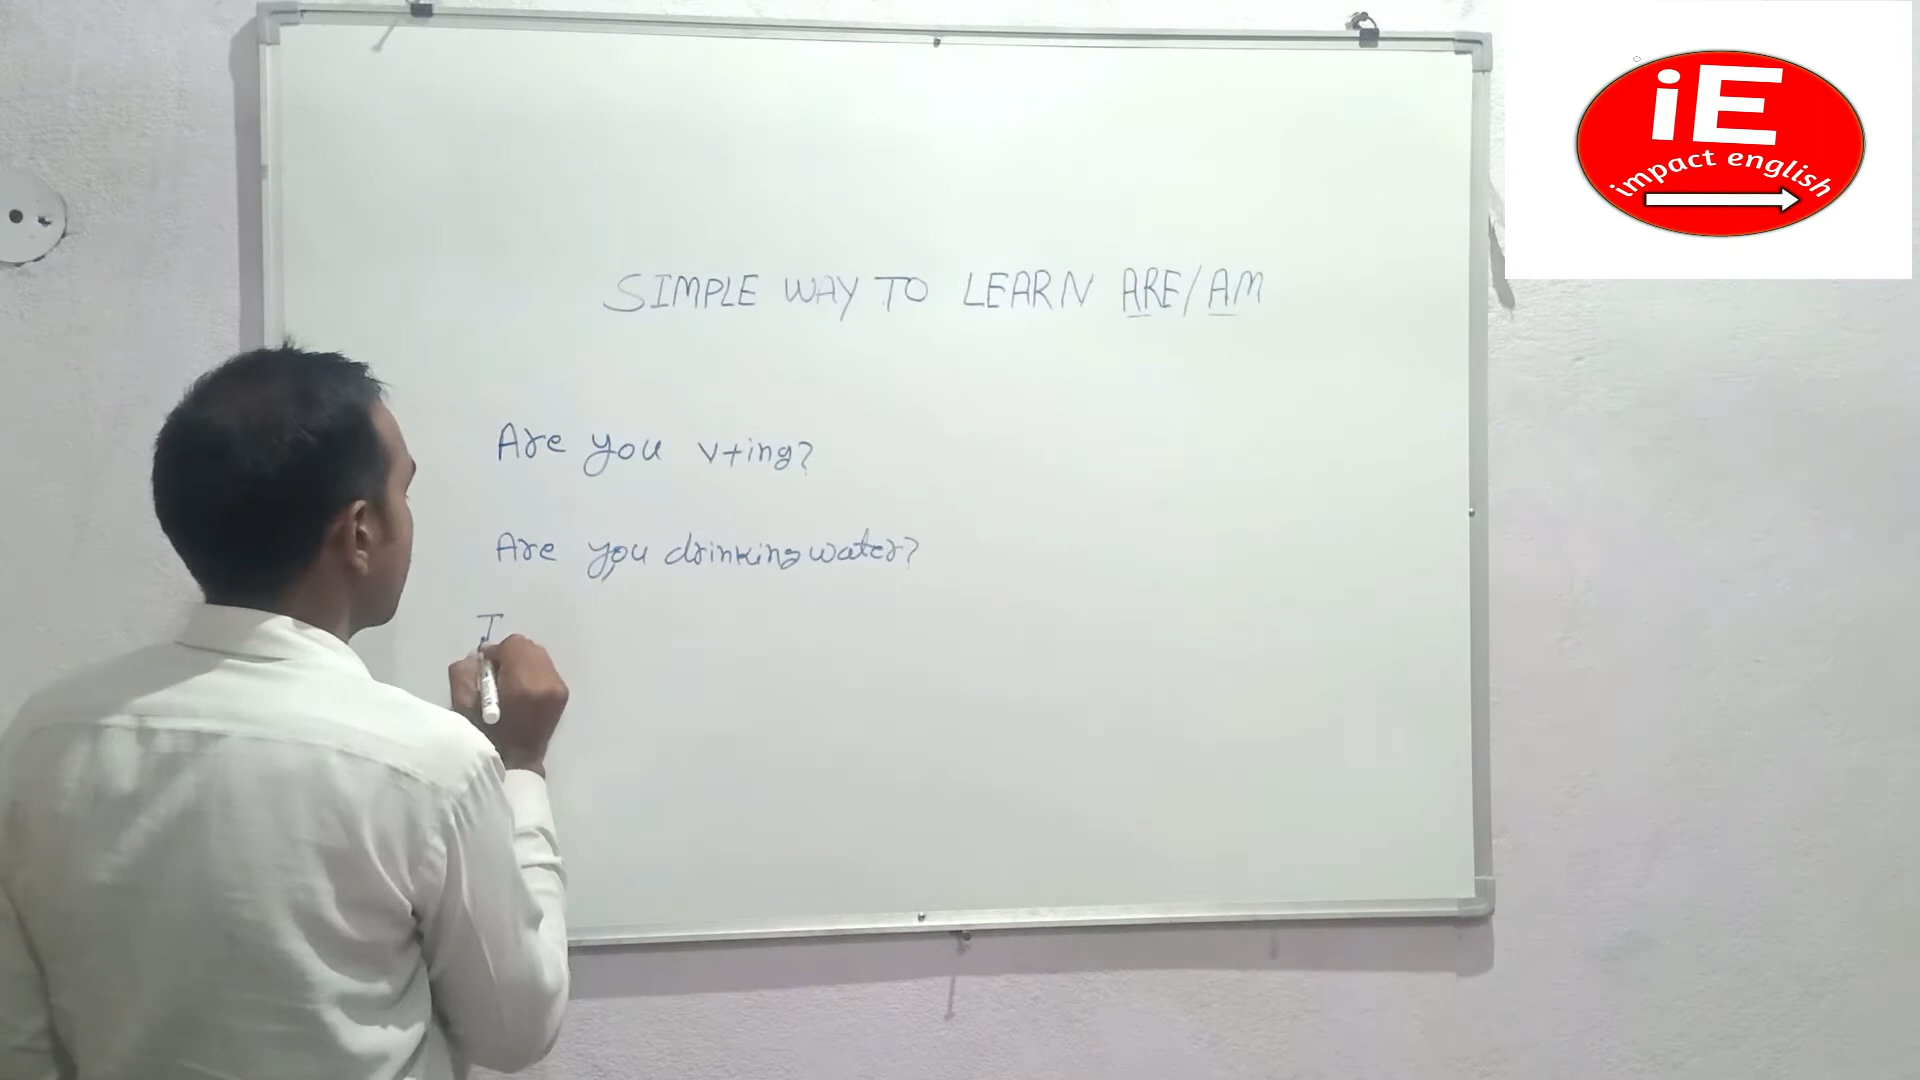 iE
impact english
SIMPLE WAY TO LEARN ARE/AM
Are you v+ing?
Are you drinking water?
I